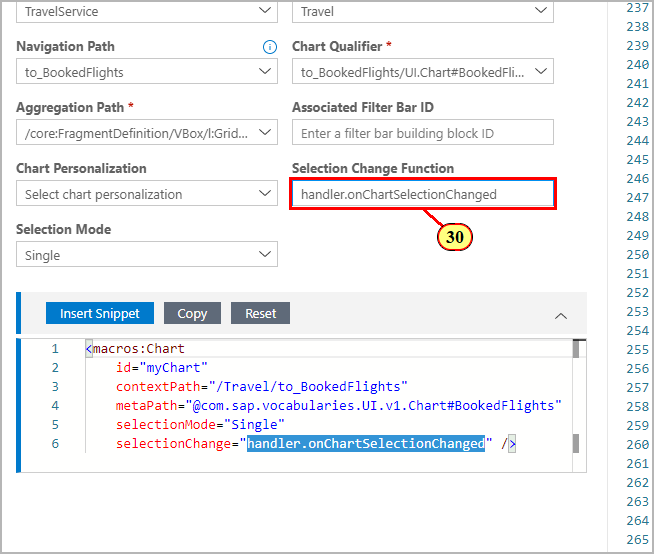 TravelService
Travel
Navigation Path
Chart Qualifier *
to_BookedFlights
to_BookedFlights/UI.Chart#BookedFli...
Aggregation Path *
Associated Filter Bar ID
/core:FragmentDefinition/VBox/l:Grid...
Enter a filter bar building block ID
Chart Personalization
Selection Change Function
Select chart personalization
handler.onChartSelectionChanged
30
Selection Mode
Single
Insert Snippet
Copy
Reset
1 <macros:Chart
2 id="myChart"
3 contextPath="/Travel/to_BookedFlights"
4 metaPath="@com.sap.vocabularies.UI.v1.Chart#BookedFlights"
5 selectionMode="Single"
6 selectionChange="handler.onChartSelectionChanged" />
237
238
239
240
241
242
243
244
245
246
247
248
249
250
251
252
253
254
255
256
257
258
259
260
261
262
263
264
265